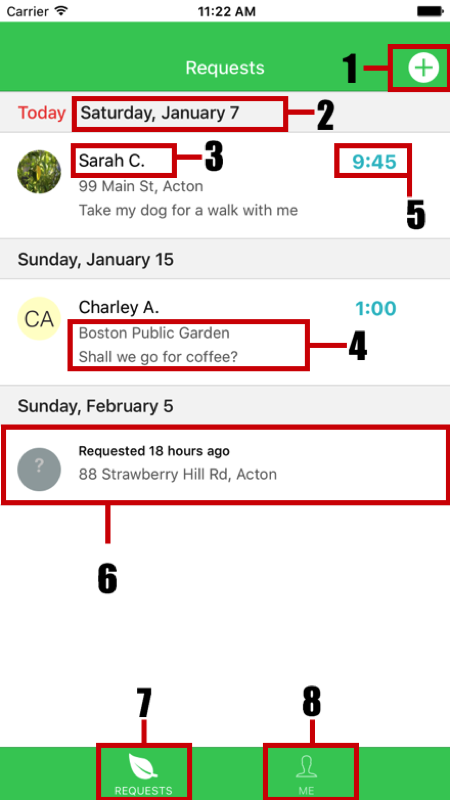 Carrier 11:22 AM
Requests
1
Today Saturday, January 7
2
Sarah C. 9:45
3
99 Main St, Acton
5
Take my dog for a walk with me
Sunday, January 15
CA Charley A. 1:00
Boston Public Garden
4
Shall we go for coffee?
Sunday, February 5
Requested 18 hours ago
?
88 Strawberry Hill Rd, Acton
6
7 8
REQUESTS ME